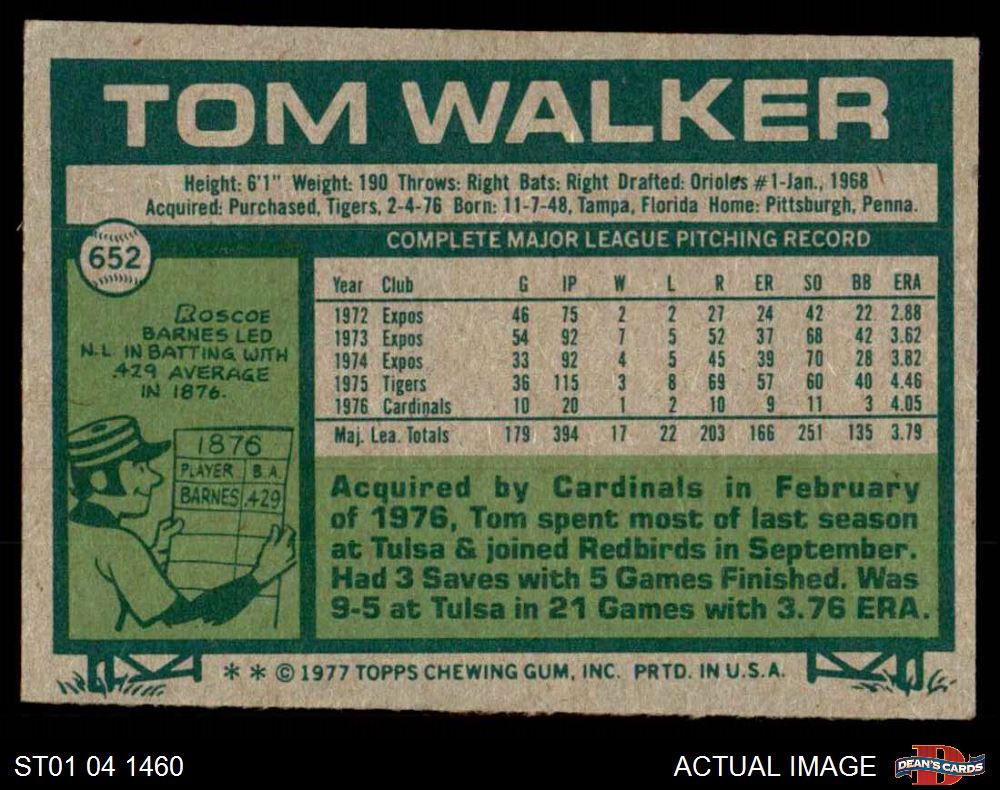 TOM WALKER
Height: 6'1" Weight: 190 Throws: Right Bats: Right Drafted: Orioles #1-Jan., 1968
Acquired: Purchased, Tigers, 2-4-76 Born: 11-7-48, Tampa, Florida Home: Pittsburgh, Penna.
652
COMPLETE MAJOR LEAGUE PITCHING RECORD
ROSCOE
BARNES LED
N.L. IN BATTING WITH
.429 AVERAGE
IN 1876.
1876
PLAYER B.A.
BARNES .429
Year Club G IP W L R ER SO BB ERA
1972 Expos 46 75 2 2 27 24 42 22 2.88
1973 Expos 54 92 7 5 52 37 68 42 3.62
1974 Expos 33 92 4 5 45 39 70 28 3.82
1975 Tigers 36 115 3 8 69 57 60 40 4.46
1976 Cardinals 10 20 1 2 10 9 11 3 4.05
Maj. Lea. Totals 179 394 17 22 203 166 251 135 3.79
Acquired by Cardinals in February
of 1976, Tom spent most of last season
at Tulsa & joined Redbirds in September.
Had 3 Saves with 5 Games Finished. Was
9-5 at Tulsa in 21 Games with 3.76 ERA.
* * © 1977 TOPPS CHEWING GUM, INC. PRTD. IN U.S.A.
ST01 04 1460
ACTUAL IMAGE
DEAN'S CARDS